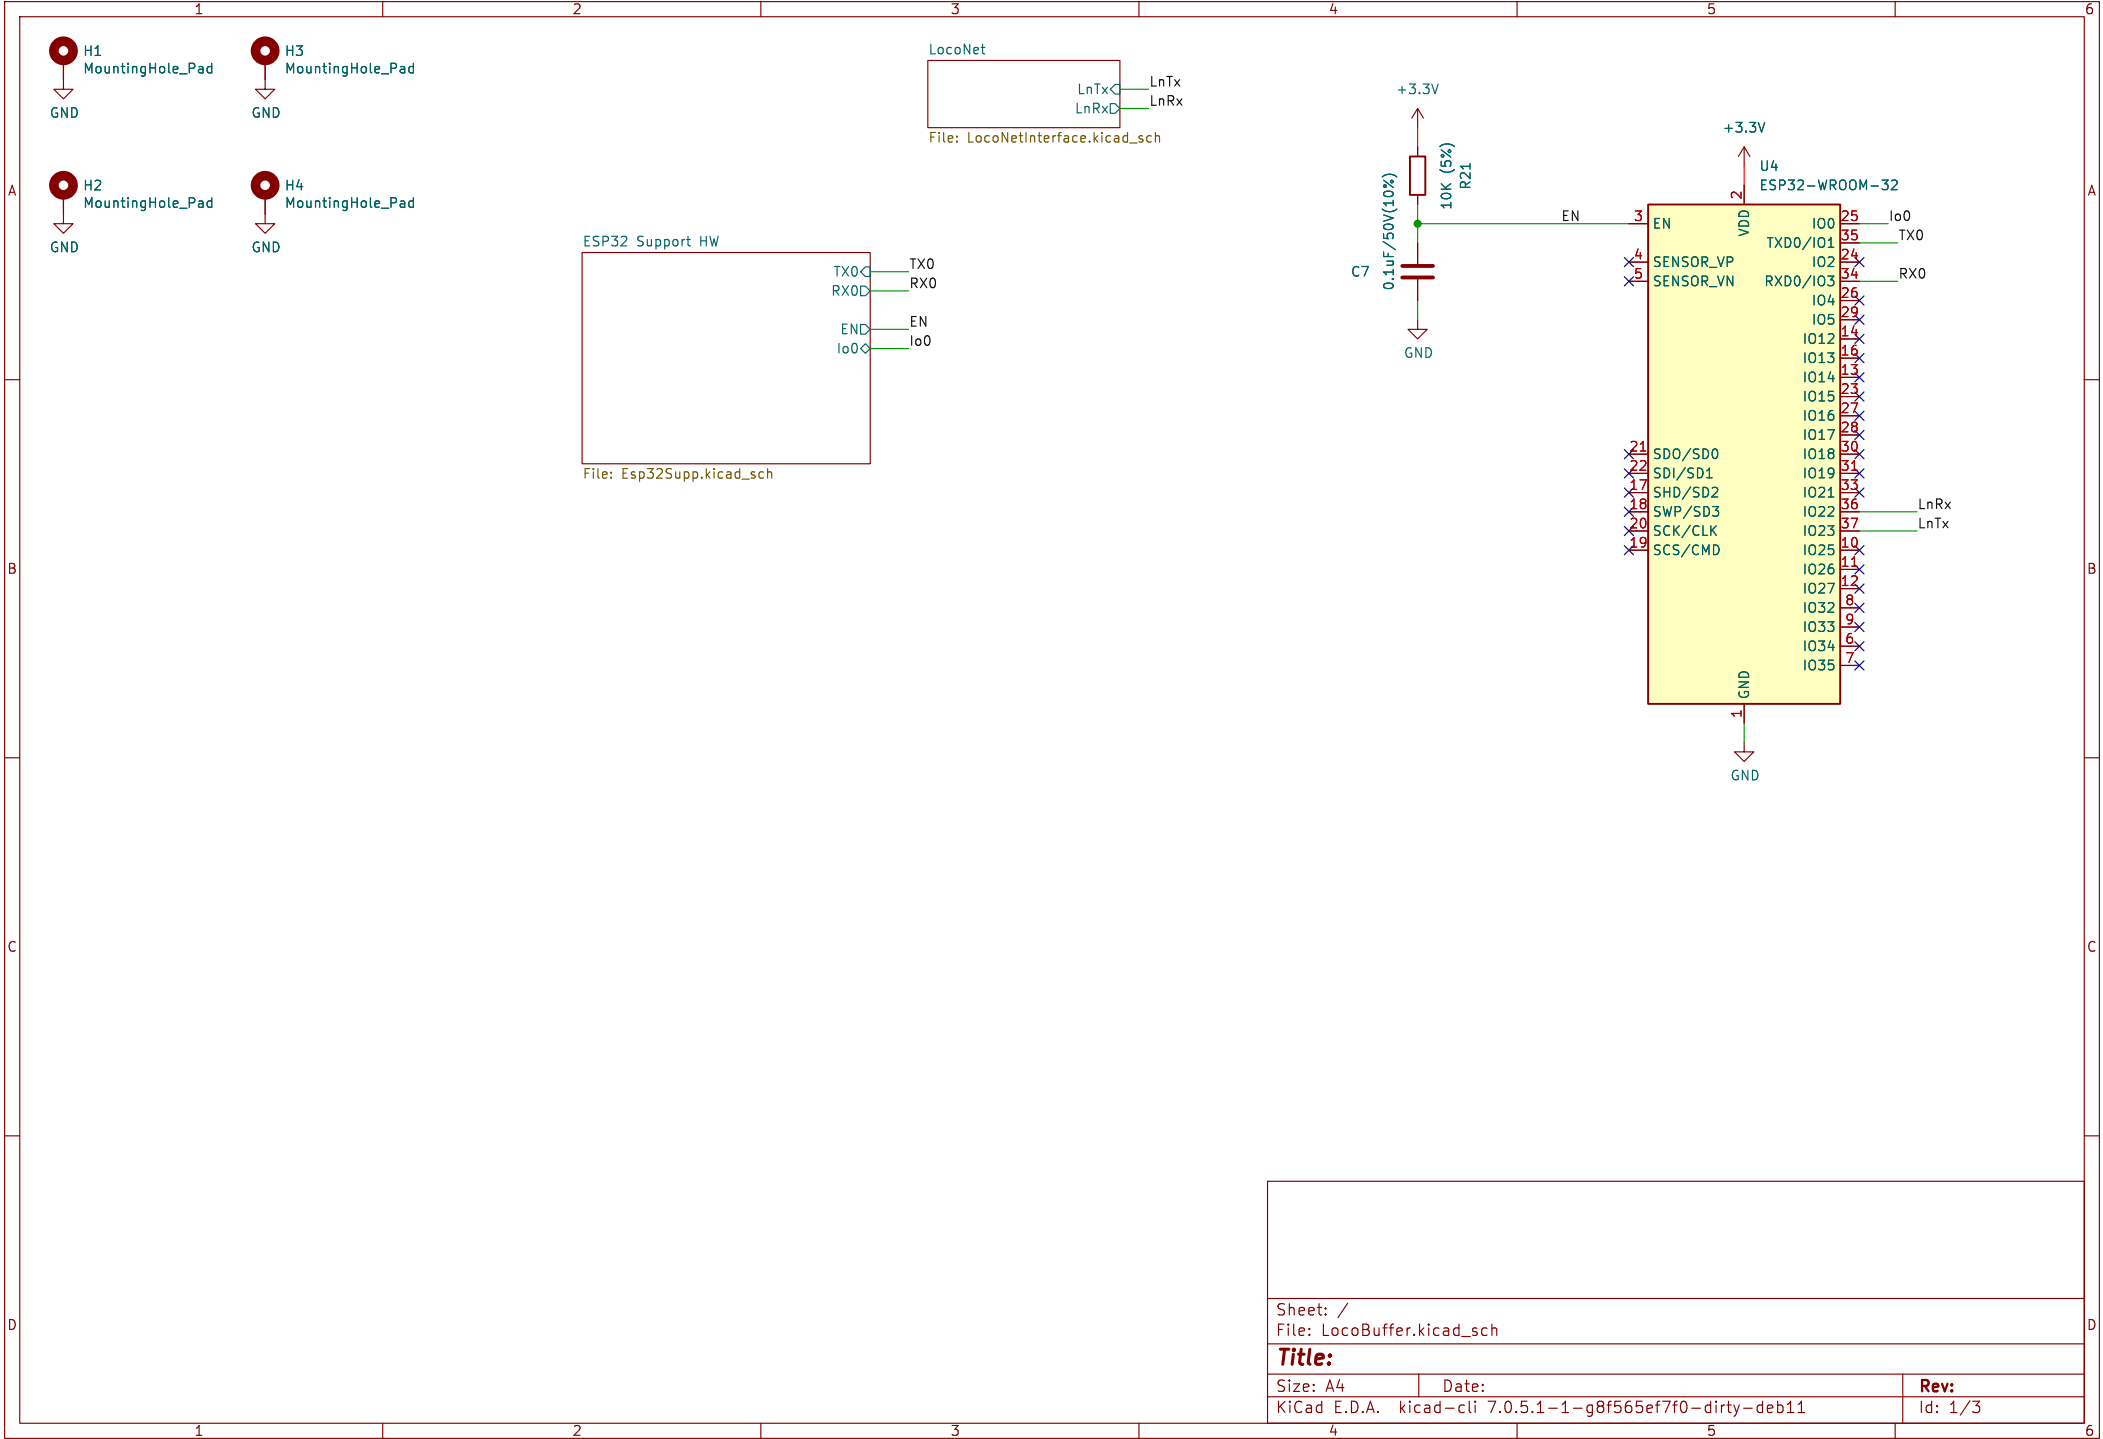 1 2 3 4 5 6
H1
MountingHole_Pad
GND
H3
MountingHole_Pad
GND
H2
MountingHole_Pad
GND
H4
MountingHole_Pad
GND
A
B
C
D
LocoNet
LnTx
LnRx
LnTx
LnRx
File: LocoNetInterface.kicad_sch
ESP32 Support HW
TX0
RX0
EN
Io0
TX0
RX0
EN
Io0
File: Esp32Supp.kicad_sch
+3.3V
10K (5%)
R21
0.1uF/50V(10%)
C7
GND
EN
+3.3V
U4
ESP32-WROOM-32
2
VDD
3 EN
4 SENSOR_VP
5 SENSOR_VN
21 SDO/SD0
22 SDI/SD1
17 SHD/SD2
18 SWP/SD3
20 SCK/CLK
19 SCS/CMD
IO0 25 Io0
TXD0/IO1 35 TX0
IO2 24
RXD0/IO3 34 RX0
IO4 26
IO5 29
IO12 14
IO13 16
IO14 13
IO15 23
IO16 27
IO17 28
IO18 30
IO19 31
IO21 33
IO22 36 LnRx
IO23 37 LnTx
IO25 10
IO26 11
IO27 12
IO32 8
IO33 9
IO34 6
IO35 7
GND
1
GND
A
B
C
D
Sheet: /
File: LocoBuffer.kicad_sch
Title:
Size: A4 Date: Rev:
KiCad E.D.A. kicad-cli 7.0.5.1-1-g8f565ef7f0-dirty-deb11 Id: 1/3
1 2 3 4 5 6